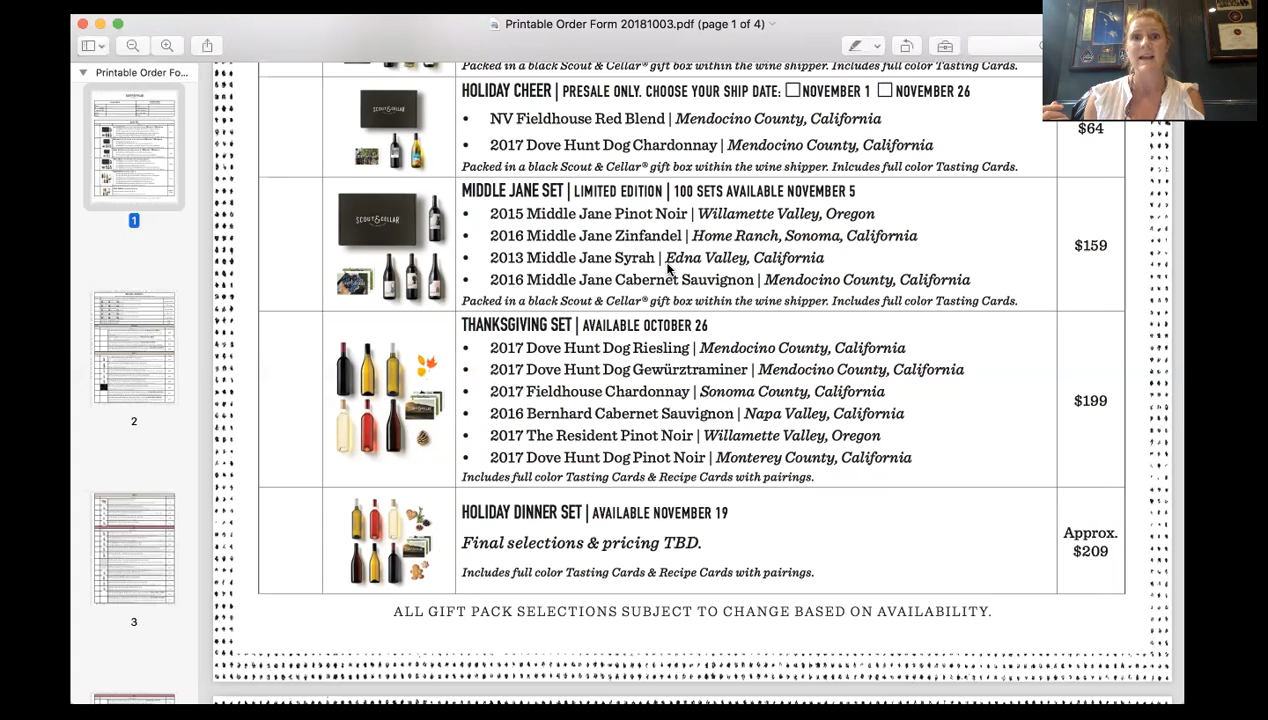 Printable Order Form 20181003.pdf (page 1 of 4)
Printable Order Fo...
1
2
3
Packed in a black Scout & Cellar® gift box within the wine shipper. Includes full color Tasting Cards.
HOLIDAY CHEER | PRESALE ONLY. CHOOSE YOUR SHIP DATE: NOVEMBER 1 NOVEMBER 26
• NV Fieldhouse Red Blend | Mendocino County, California
• 2017 Dove Hunt Dog Chardonnay | Mendocino County, California
Packed in a black Scout & Cellar® gift box within the wine shipper. Inlcudes full color Tasting Cards.
$64
SCOUT&CELLAR
MIDDLE JANE SET | LIMITED EDITION | 100 SETS AVAILABLE NOVEMBER 5
• 2015 Middle Jane Pinot Noir | Willamette Valley, Oregon
• 2016 Middle Jane Zinfandel | Home Ranch, Sonoma, California
• 2013 Middle Jane Syrah | Edna Valley, California
• 2016 Middle Jane Cabernet Sauvignon | Mendocino County, California
Packed in a black Scout & Cellar® gift box within the wine shipper. Includes full color Tasting Cards.
$159
SCOUT&CELLAR
THANKSGIVING SET | AVAILABLE OCTOBER 26
• 2017 Dove Hunt Dog Riesling | Mendocino County, California
• 2017 Dove Hunt Dog Gewürztraminer | Mendocino County, California
• 2017 Fieldhouse Chardonnay | Sonoma County, California
• 2016 Bernhard Cabernet Sauvignon | Napa Valley, California
• 2017 The Resident Pinot Noir | Willamette Valley, Oregon
• 2017 Dove Hunt Dog Pinot Noir | Monterey County, California
Includes full color Tasting Cards & Recipe Cards with pairings.
$199
HOLIDAY DINNER SET | AVAILABLE NOVEMBER 19
Final selections & pricing TBD.
Includes full color Tasting Cards & Recipe Cards with pairings.
Approx.
$209
ALL GIFT PACK SELECTIONS SUBJECT TO CHANGE BASED ON AVAILABILITY.